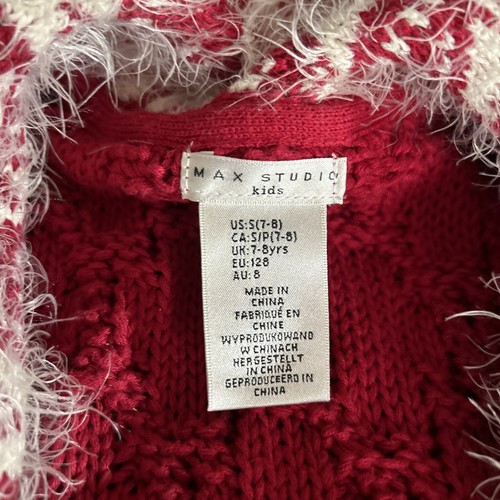 MAX STUDIO
kids
US:S(7-8)
CA:S/P(7-8)
UK:7-8yrs
EU:128
AU:8
MADE IN
CHINA
FABRIQUÉ EN
CHINE
WYPRODUKOWANO
W CHINACH
HERGESTELLT
IN CHINA
GEPRODUCEERD IN
CHINA